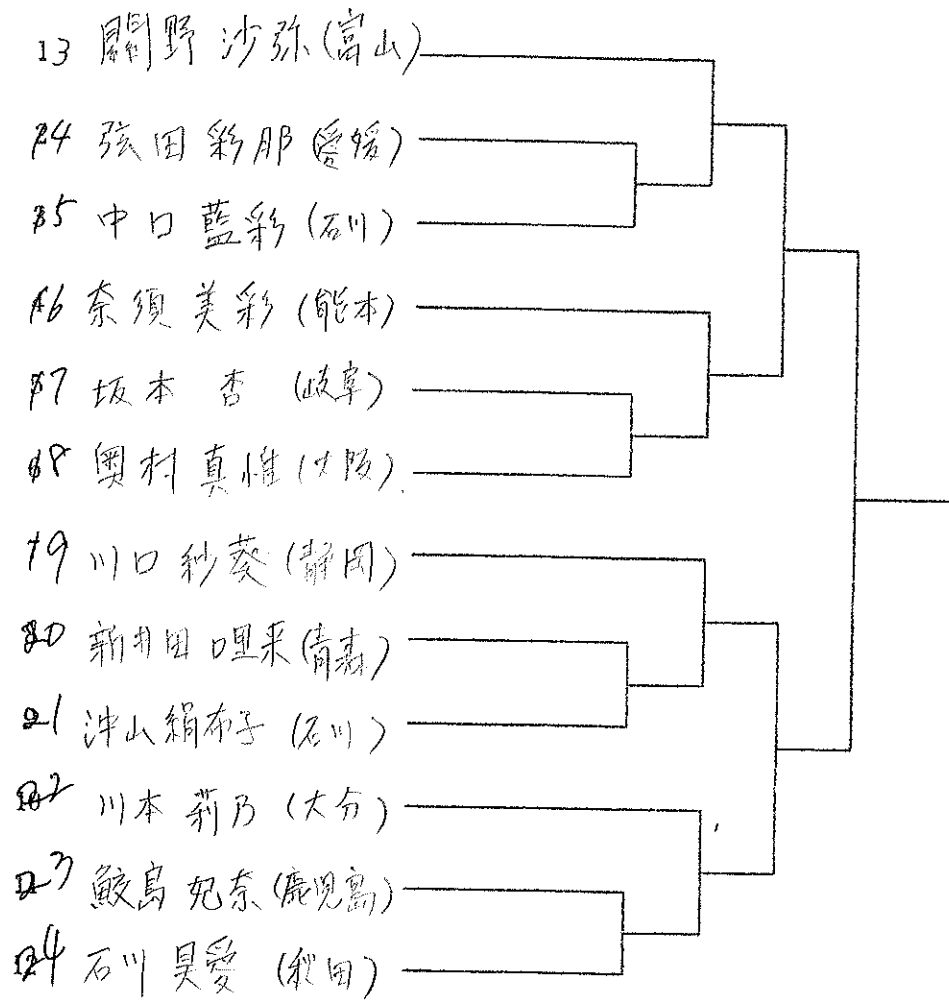 13 關野 沙弥 (富山)
14 弦田 彩那 (愛媛)
15 中口 藍彩 (石川)
16 奈須 美彩 (熊本)
17 坂本 杏 (岐阜)
18 奥村 真惟 (大阪)
19 川口 紗葵 (静岡)
20 新井田 哩来 (青森)
21 沖山 絹布子 (石川)
22 川本 莉乃 (大分)
23 鮫島 妃奈 (鹿児島)
24 石川 昊愛 (秋田)